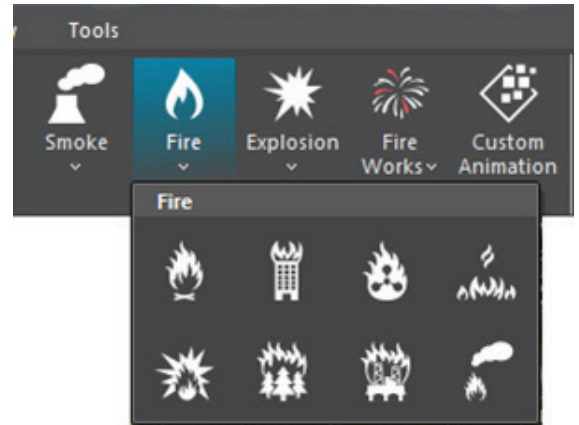 Tools
Smoke
Fire
Explosion
Fire
Works
Custom
Animation
Fire